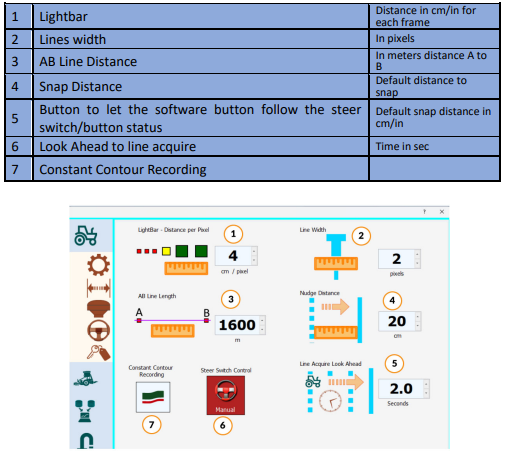 1 Lightbar Distance in cm/in for
each frame
2 Lines width In pixels
3 AB Line Distance In meters distance A to
B
4 Snap Distance Default distance to
snap
5 Button to let the software button follow the steer
switch/button status
Default snap distance in
cm/in
6 Look Ahead to line acquire Time in sec
7 Constant Contour Recording
? ×
LightBar - Distance per Pixel
1
4
cm / pixel
Line Width
2
2
pixels
AB Line Length
3
A B
1600
m
Nudge Distance
4
20
cm
Constant Contour
Recording
7
Steer Switch Control
Manual
6
Line Acquire Look Ahead
5
2.0
Seconds